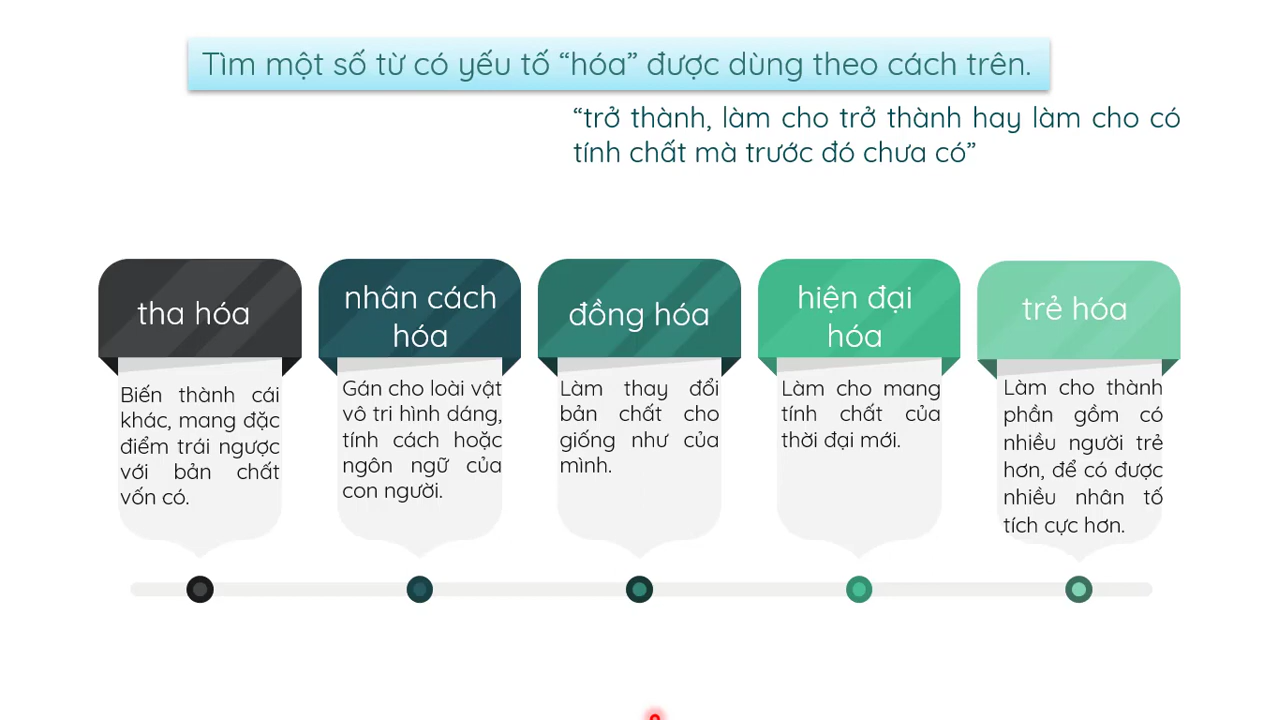 Tìm một số từ có yếu tố “hóa” được dùng theo cách trên.
“trở thành, làm cho trở thành hay làm cho có
tính chất mà trước đó chưa có”
tha hóa
Biến thành cái
khác, mang đặc
điểm trái ngược
với bản chất
vốn có.
nhân cách
hóa
Gán cho loài vật
vô tri hình dáng,
tính cách hoặc
ngôn ngữ của
con người.
đồng hóa
Làm thay đổi
bản chất cho
giống như của
mình.
hiện đại
hóa
Làm cho mang
tính chất của
thời đại mới.
trẻ hóa
Làm cho thành
phần gồm có
nhiều người trẻ
hơn, để có được
nhiều nhân tố
tích cực hơn.